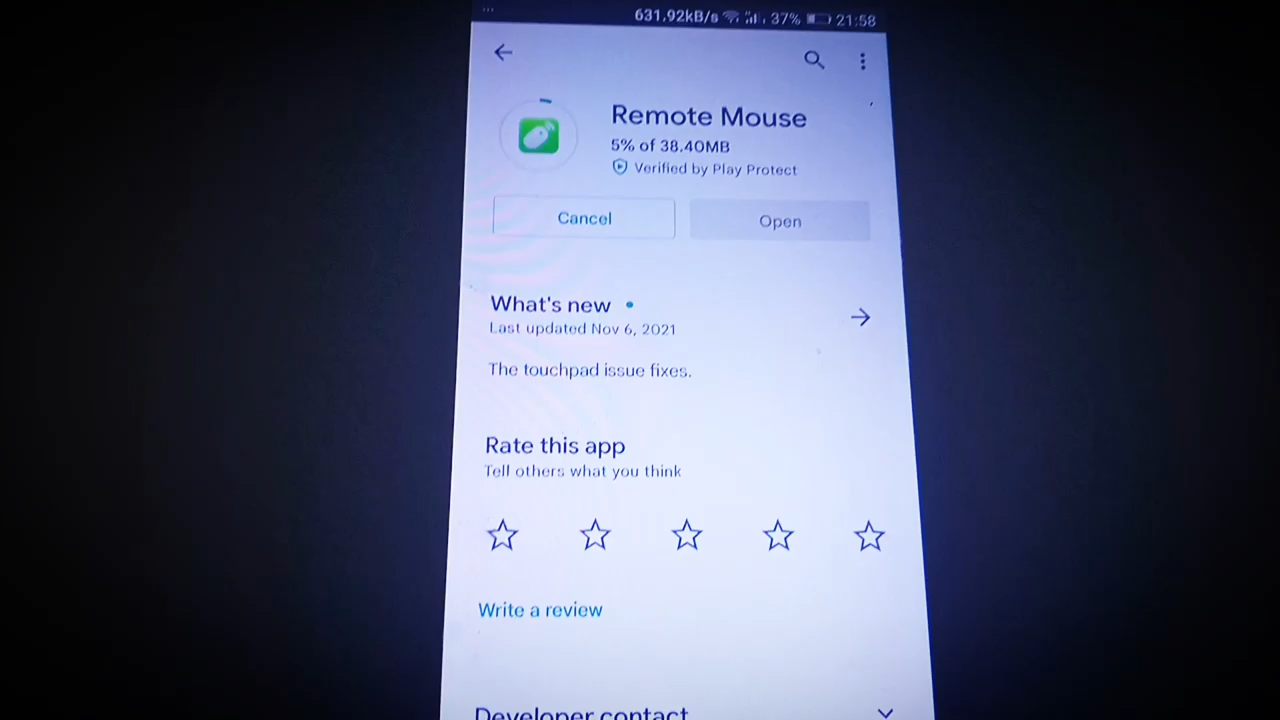 631.92kB/s 37% 21:58
Remote Mouse
5% of 38.40MB
Verified by Play Protect
Cancel Open
What's new
Last updated Nov 6, 2021
The touchpad issue fixes.
Rate this app
Tell others what you think
Write a review
Developer contact